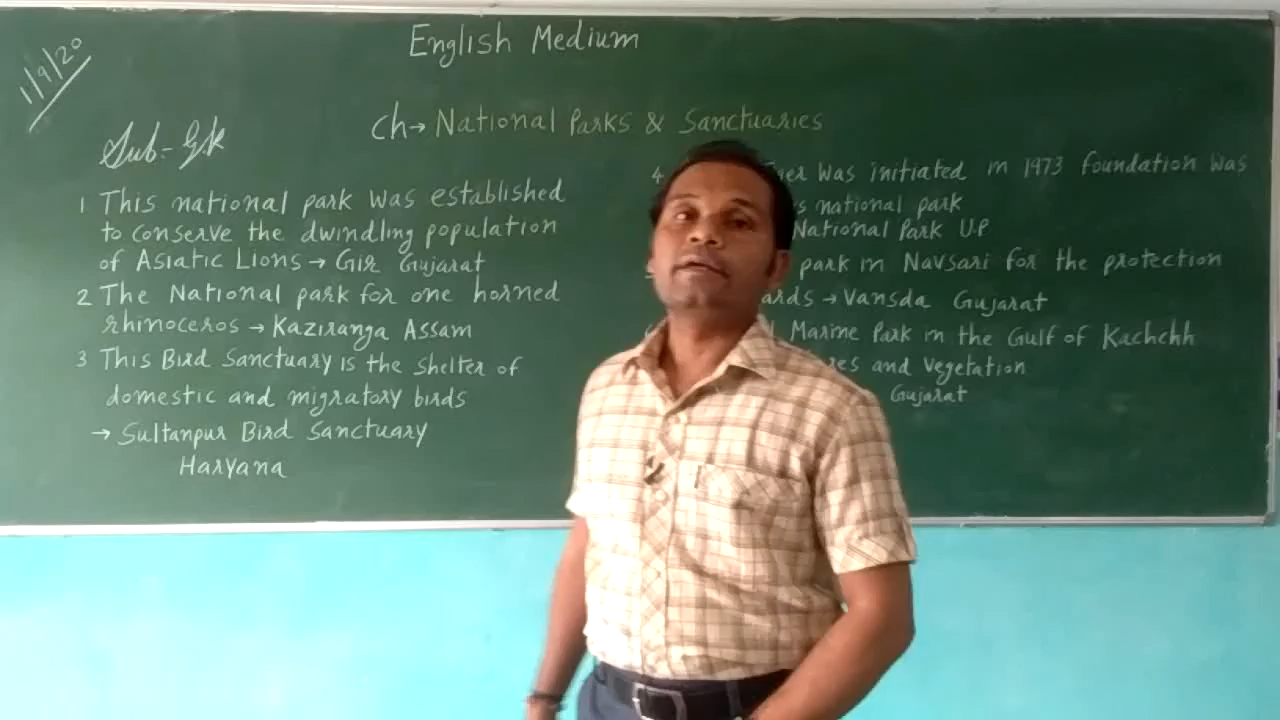 1/9/20
English Medium
Ch→ National Parks & Sanctuaries
Sub- GK
1 This national park was established
to conserve the dwindling population
of Asiatic Lions → Gir Gujarat
2 The National park for one horned
rhinoceros → Kaziranga Assam
3 This Bird Sanctuary is the shelter of
domestic and migratory birds
→ Sultanpur Bird Sanctuary
Haryana
4 was initiated in 1973 foundation was
national park
National Park U.P
park in Navsari for the protection
→ Vansda Gujarat
Marine Park in the Gulf of Kachchh
and vegetation
Gujarat